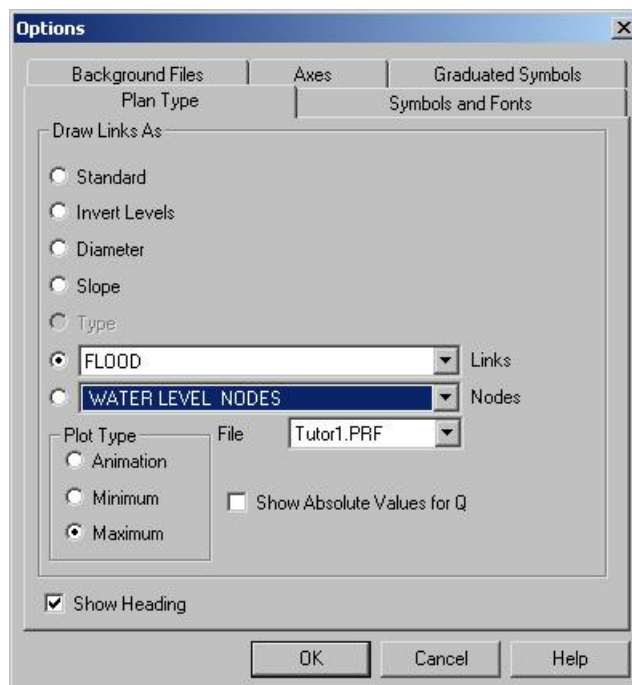 Options
Background Files
Axes
Graduated Symbols
Plan Type
Symbols and Fonts
Draw Links As
Standard
Invert Levels
Diameter
Slope
Type
FLOOD
Links
WATER LEVEL NODES
Nodes
Plot Type
File
Tutor1.PRF
Animation
Minimum
Show Absolute Values for Q
Maximum
Show Heading
OK
Cancel
Help